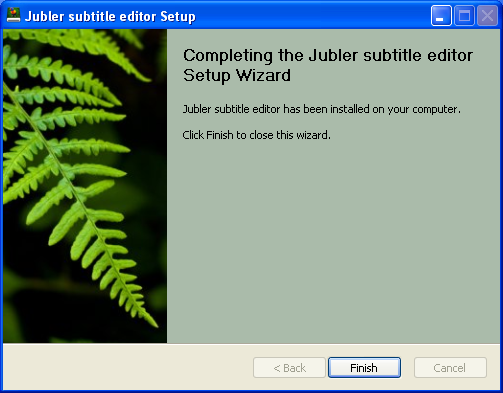 Jubler subtitle editor Setup
Completing the Jubler subtitle editor
Setup Wizard
Jubler subtitle editor has been installed on your computer.
Click Finish to close this wizard.
< Back
Finish
Cancel